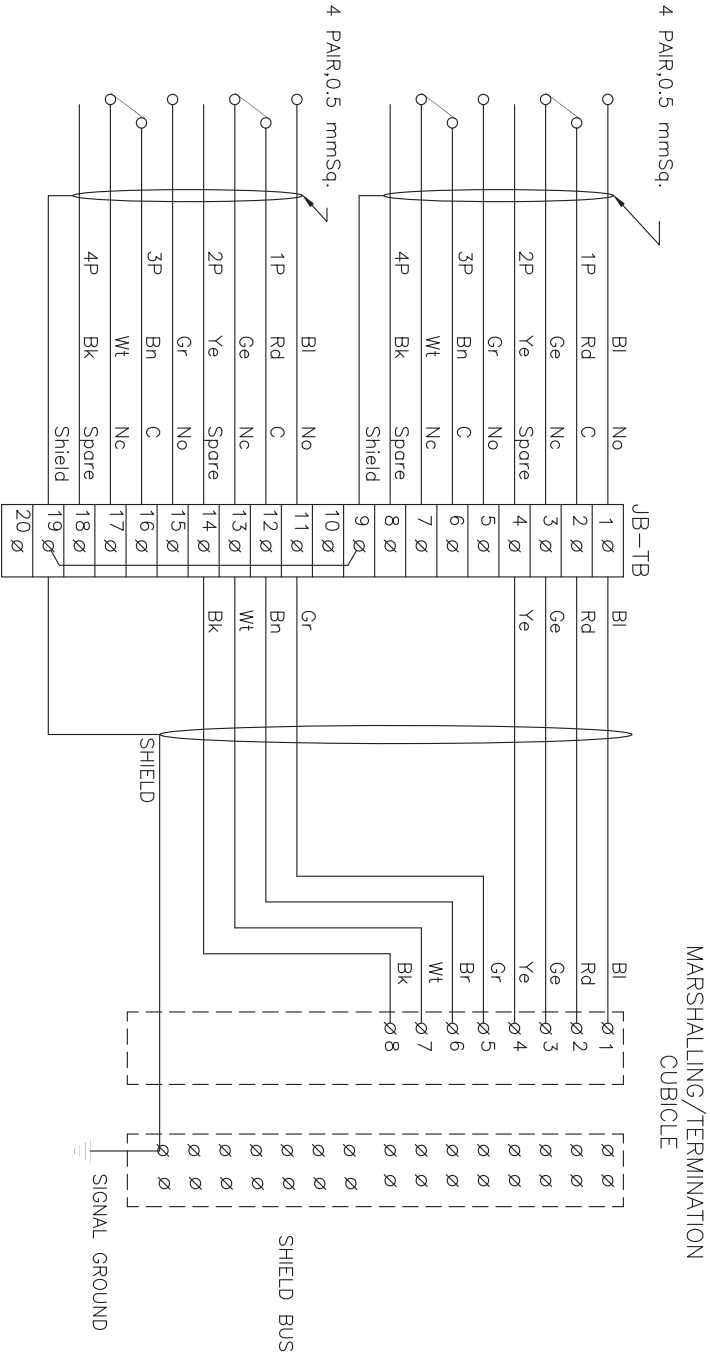 4 PAIR,0.5 mmSq.
MARSHALLING/TERMINATION
CUBICLE
JB-TB
Bl No 1 Bl Bl 1
1P Rd C 2 Rd Rd 2
Ge Nc 3 Ge Ge 3
2P Ye Spare 4 Ye Ye 4
Gr No 5 Gr 5
3P Bn C 6 Br 6
Wt Nc 7 Wt 7
4P Bk Spare 8 Bk 8
Shield 9
4 PAIR,0.5 mmSq.
10
Bl No 11 Gr
1P Rd C 12 Bn
Ge Nc 13 Wt
2P Ye Spare 14 Bk
Gr No 15
3P Bn C 16
Wt Nc 17
4P Bk Spare 18
Shield 19
20
SHIELD
SHIELD BUS
SIGNAL GROUND